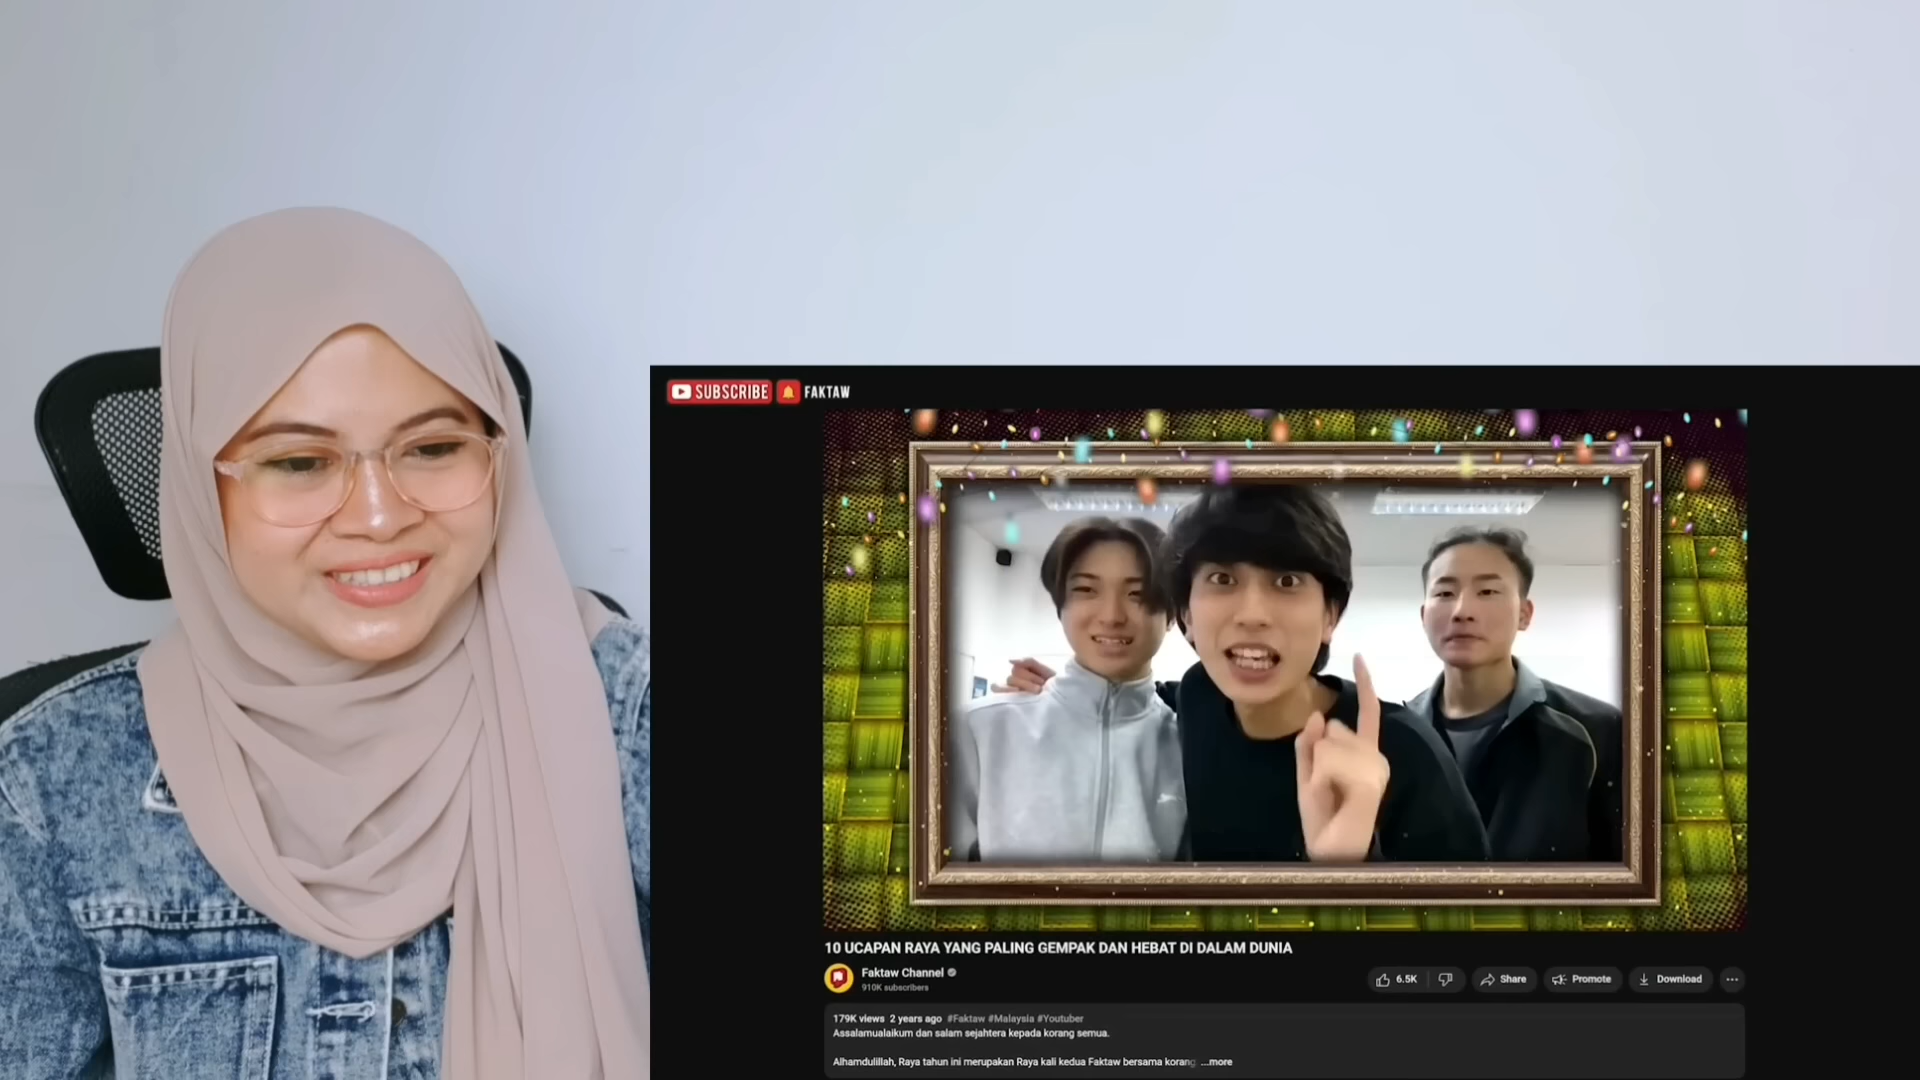 SUBSCRIBE FAKTAW
10 UCAPAN RAYA YANG PALING GEMPAK DAN HEBAT DI DALAM DUNIA
Faktaw Channel
910K subscribers
6.5K
Share
Promote
Download
179K views 2 years ago #Faktaw #Malaysia #Youtuber
Assalamualaikum dan salam sejahtera kepada korang semua.
Alhamdulillah, Raya tahun ini merupakan Raya kali kedua Faktaw bersama korang ...more